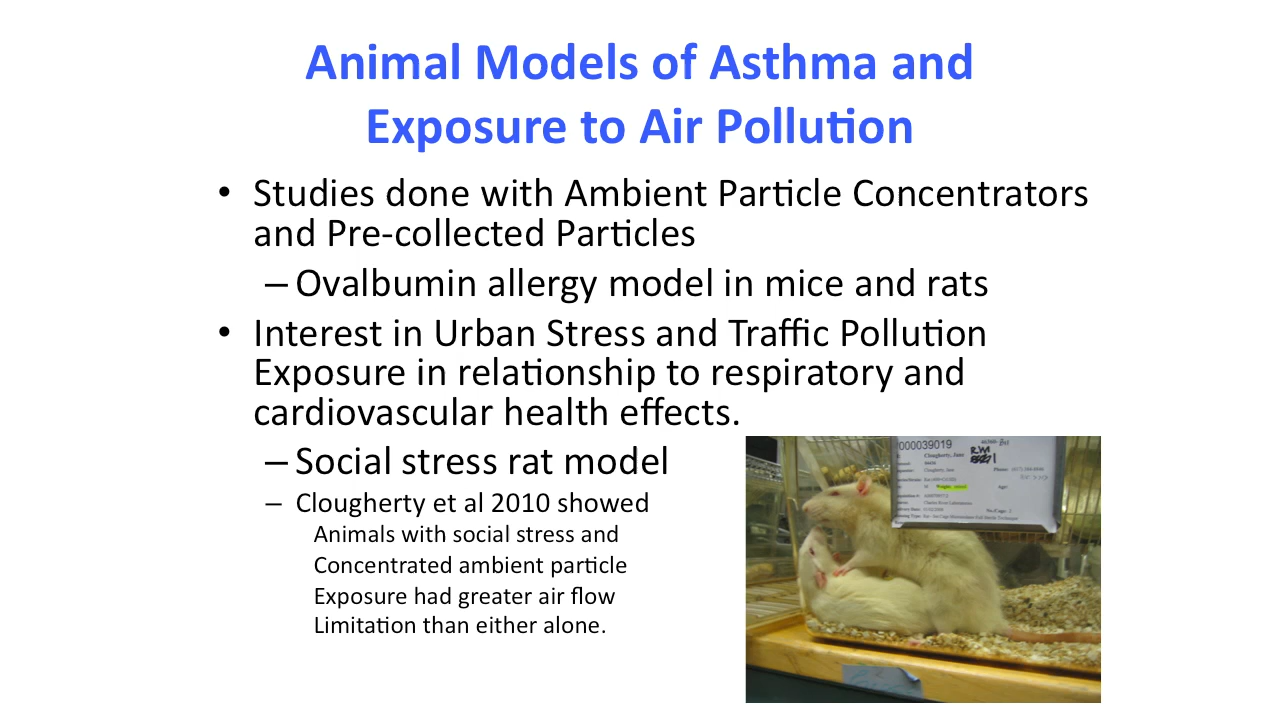 Animal Models of Asthma and
Exposure to Air Pollution
• Studies done with Ambient Particle Concentrators
and Pre-collected Particles
– Ovalbumin allergy model in mice and rats
• Interest in Urban Stress and Traffic Pollution
Exposure in relationship to respiratory and
cardiovascular health effects.
– Social stress rat model
– Clougherty et al 2010 showed
Animals with social stress and
Concentrated ambient particle
Exposure had greater air flow
Limitation than either alone.
000039019
Clougherty, Jane